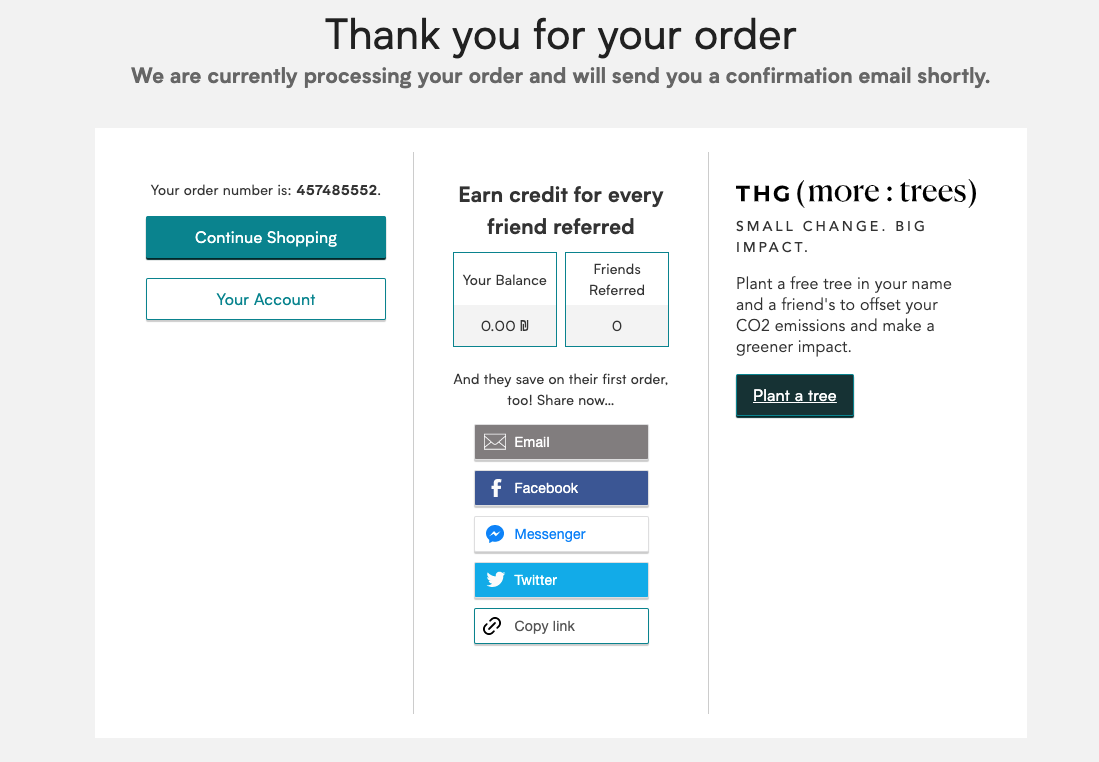 Thank you for your order
We are currently processing your order and will send you a confirmation email shortly.
Your order number is: 457485552.
Continue Shopping
Your Account
Earn credit for every
friend referred
Your Balance
0.00 ₪
Friends
Referred
0
And they save on their first order,
too! Share now...
Email
Facebook
Messenger
Twitter
Copy link
THG (more : trees)
SMALL CHANGE. BIG
IMPACT.
Plant a free tree in your name
and a friend's to offset your
CO2 emissions and make a
greener impact.
Plant a tree